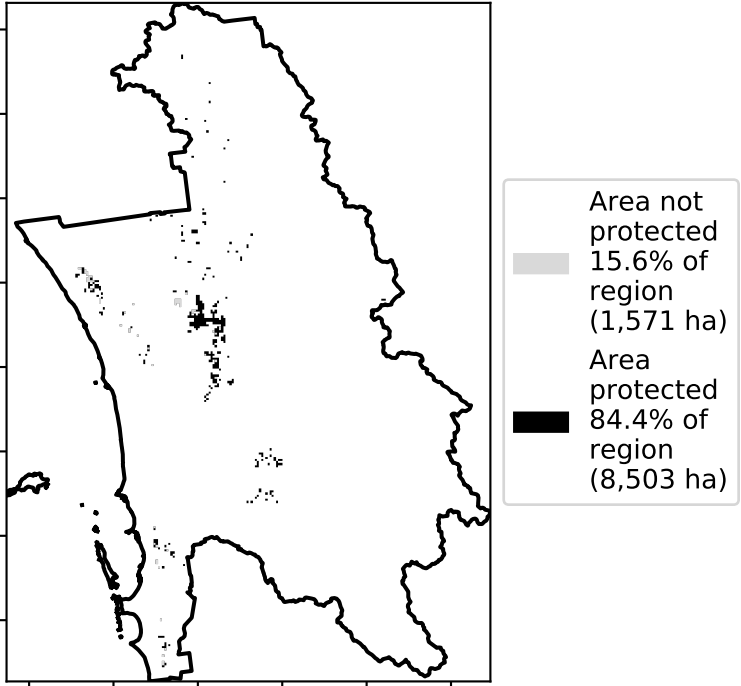 Area not
protected
15.6% of
region
(1,571 ha)
Area
protected
84.4% of
region
(8,503 ha)